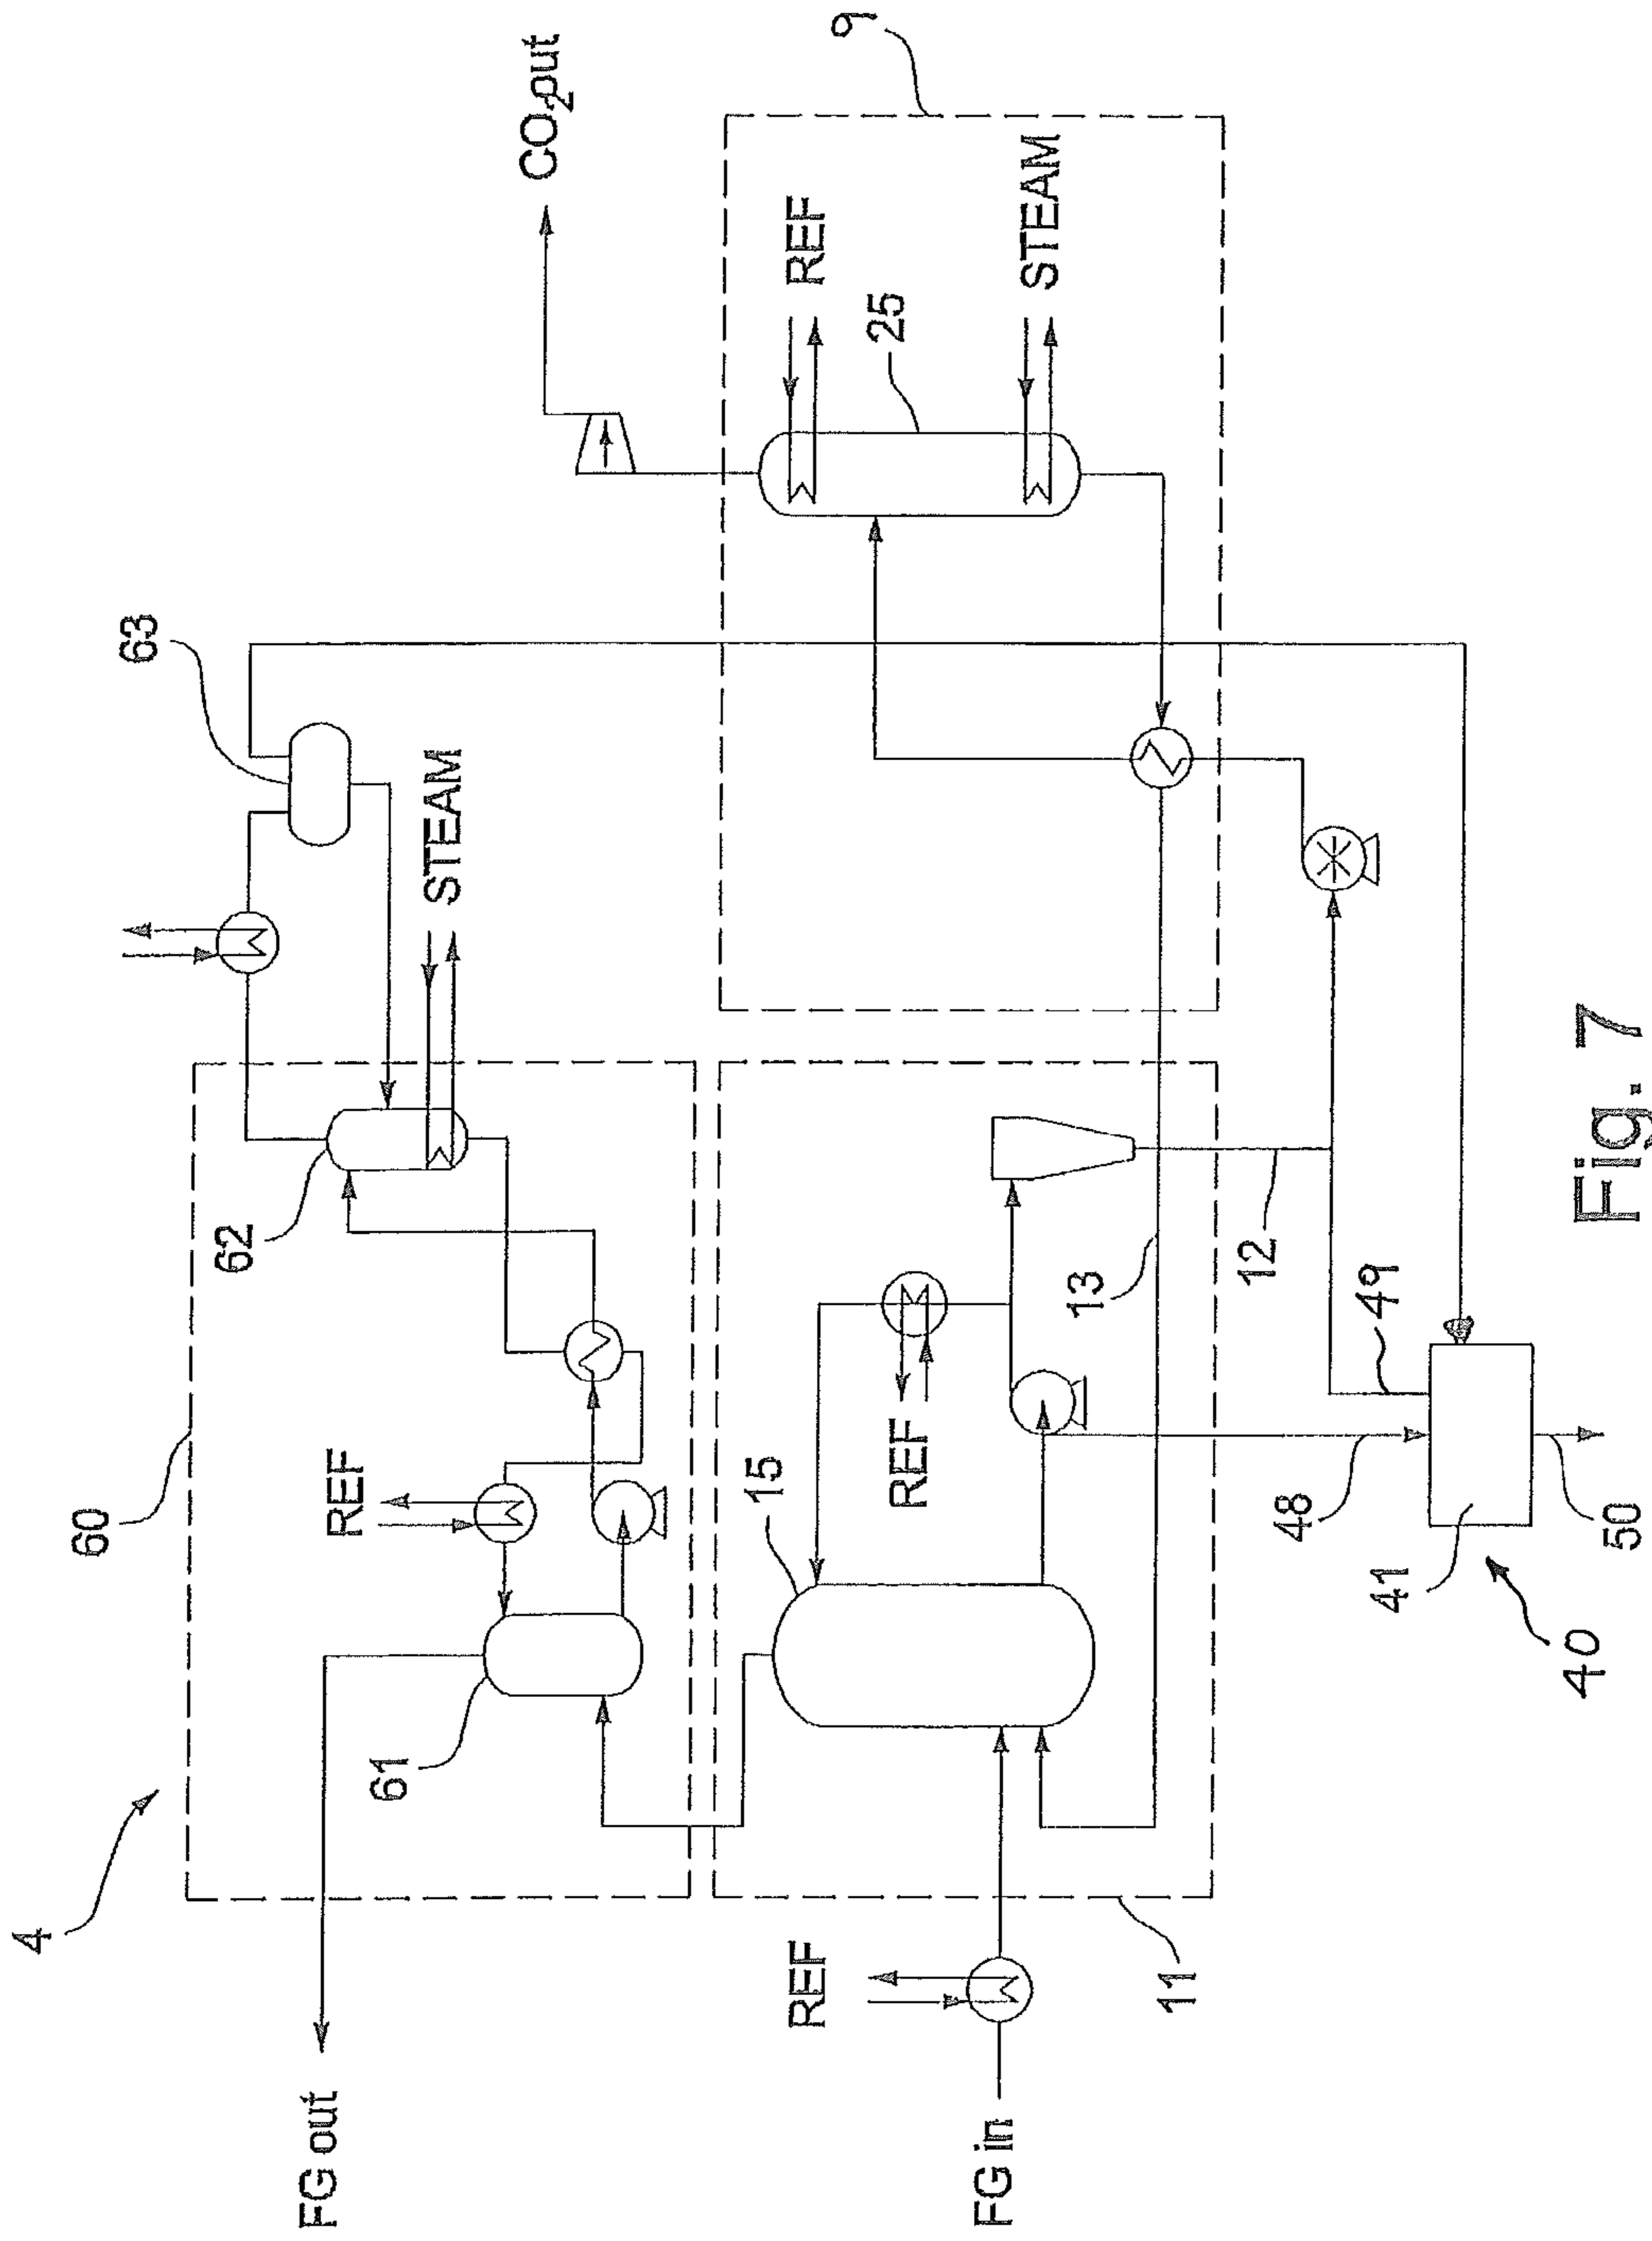 4
60
FG out
61
REF
62
STEAM
63
CO2out
FG in
REF
11
15
REF
13
12
9
REF
25
STEAM
48
49
41
50
40
Fig. 7